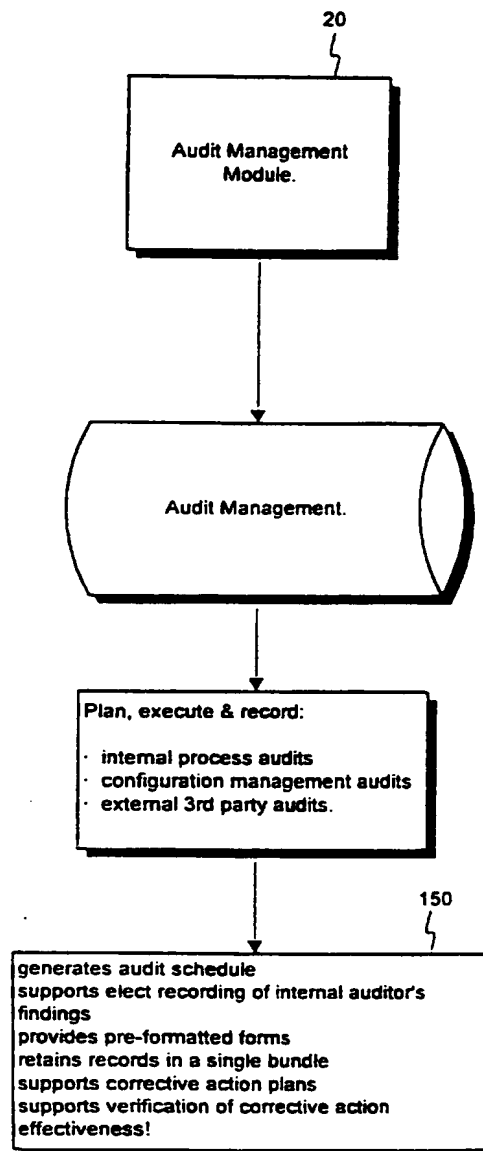 20
Audit Management
Module.
Audit Management.
Plan, execute & record:
· internal process audits
· configuration management audits
· external 3rd party audits.
150
generates audit schedule
supports elect recording of internal auditor's
findings
provides pre-formatted forms
retains records in a single bundle
supports corrective action plans
supports verification of corrective action
effectiveness!